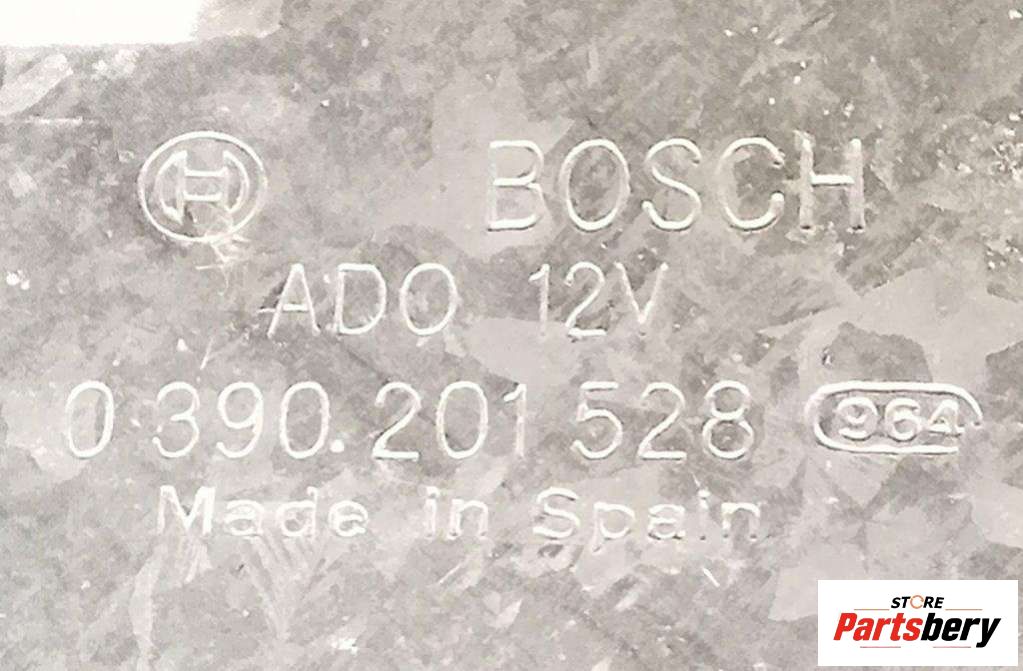 BOSCH
ADO 12V
0 390.201 528 964
Made in Spain
STORE
Partsbery